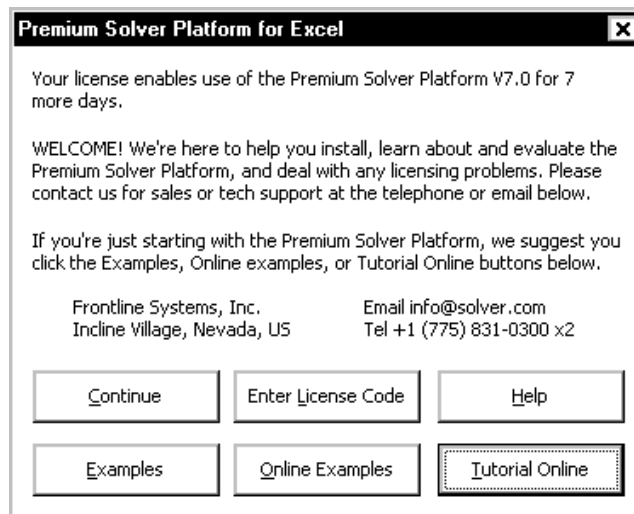 Premium Solver Platform for Excel
Your license enables use of the Premium Solver Platform V7.0 for 7
more days.
WELCOME! We're here to help you install, learn about and evaluate the
Premium Solver Platform, and deal with any licensing problems. Please
contact us for sales or tech support at the telephone or email below.
If you're just starting with the Premium Solver Platform, we suggest you
click the Examples, Online examples, or Tutorial Online buttons below.
Frontline Systems, Inc. Email info@solver.com
Incline Village, Nevada, US Tel +1 (775) 831-0300 x2
Continue Enter License Code Help
Examples Online Examples Tutorial Online